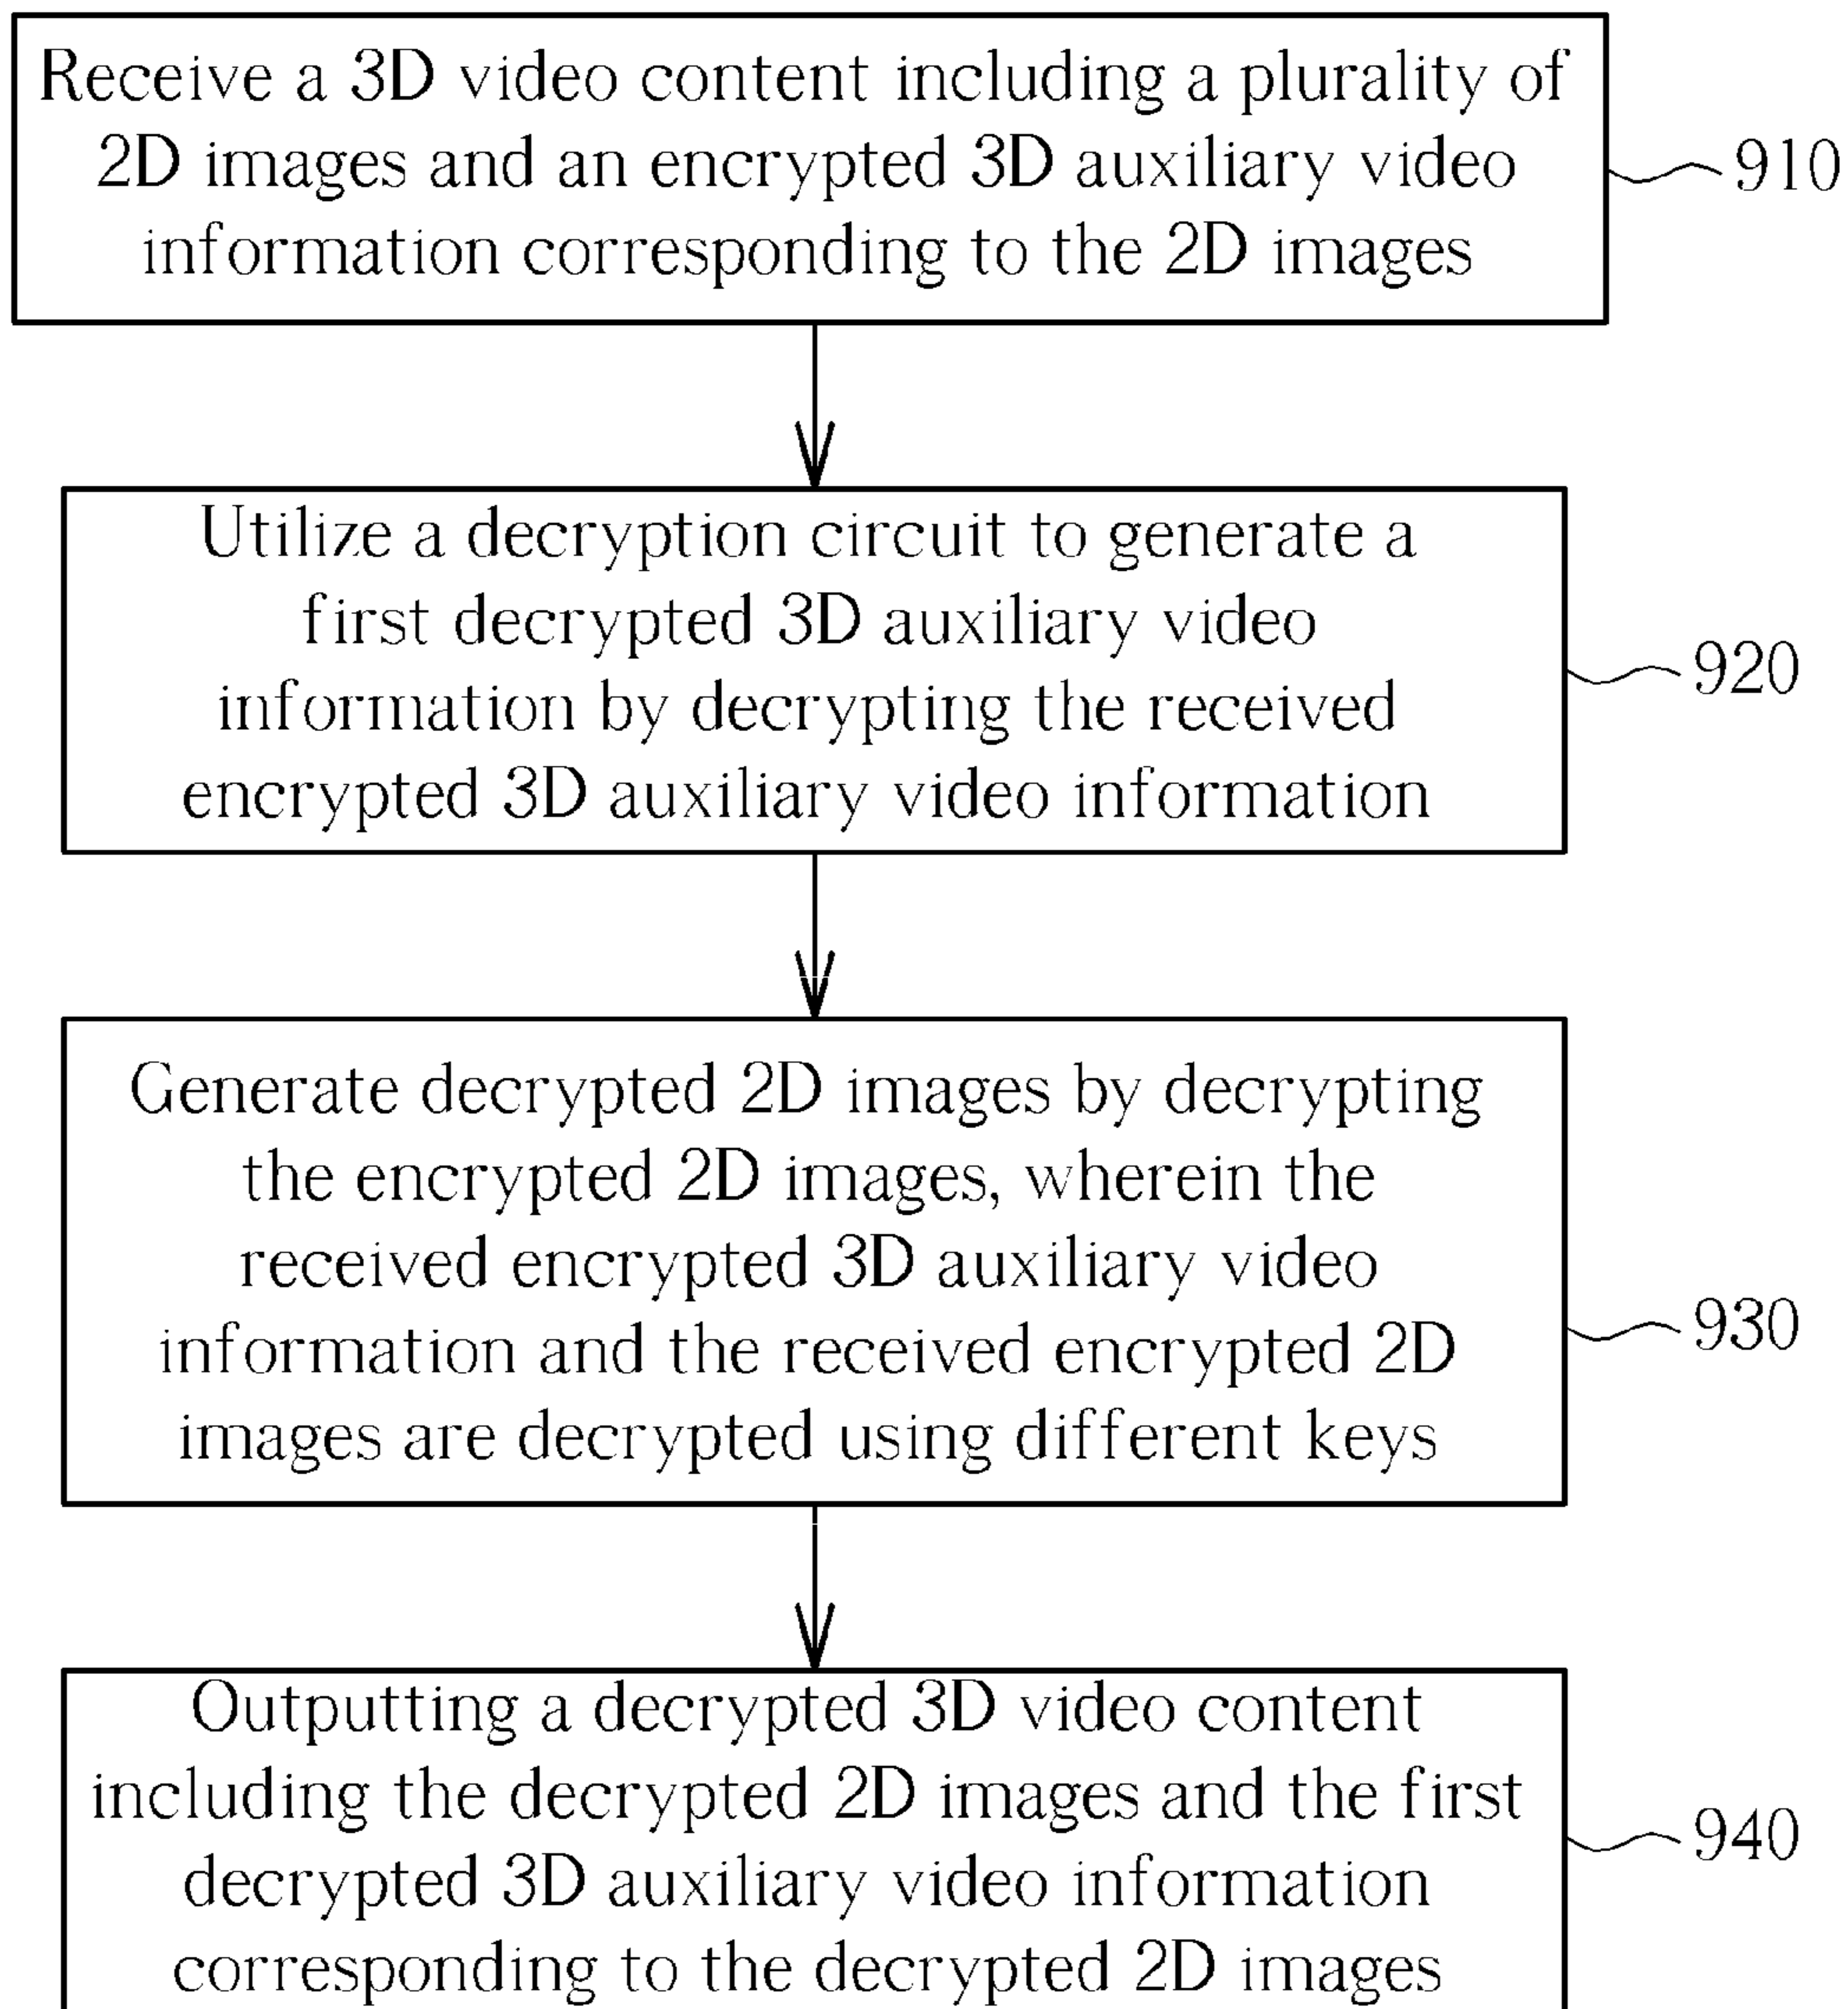 Receive a 3D video content including a plurality of
2D images and an encrypted 3D auxiliary video
information corresponding to the 2D images
910
Utilize a decryption circuit to generate a
first decrypted 3D auxiliary video
information by decrypting the received
encrypted 3D auxiliary video information
920
Generate decrypted 2D images by decrypting
the encrypted 2D images, wherein the
received encrypted 3D auxiliary video
information and the received encrypted 2D
images are decrypted using different keys
930
Outputting a decrypted 3D video content
including the decrypted 2D images and the first
decrypted 3D auxiliary video information
corresponding to the decrypted 2D images
940